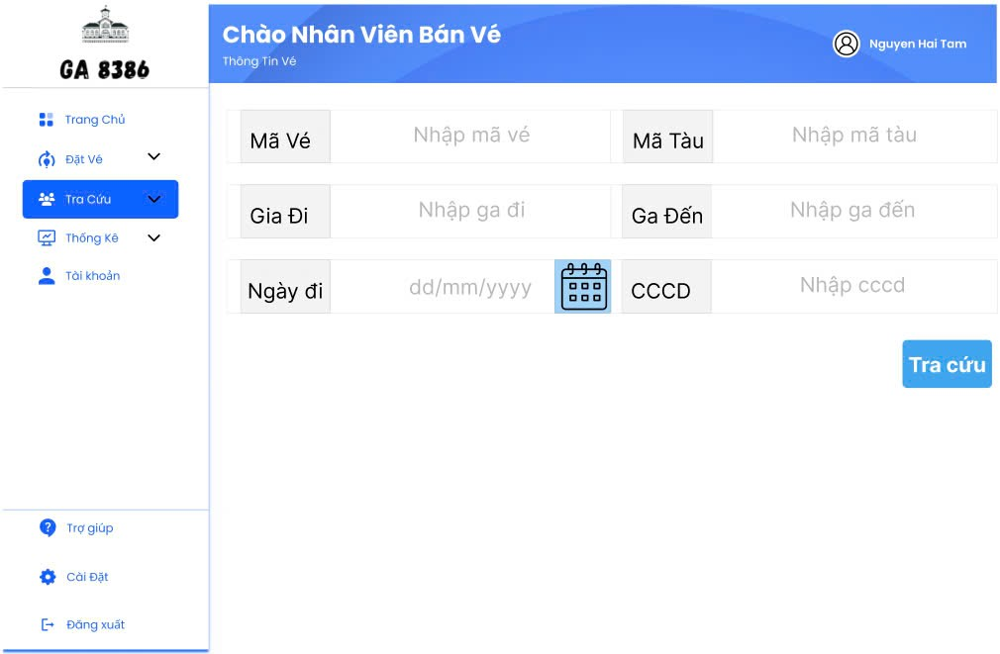 GA 8386
Trang Chủ
Đặt Vé
Tra Cứu
Thống Kê
Tài khoản
Trợ giúp
Cài Đặt
Đăng xuất
Chào Nhân Viên Bán Vé
Thông Tin Vé
Nguyen Hai Tam
Mã Vé Nhập mã vé Mã Tàu Nhập mã tàu
Gia Đi Nhập ga đi Ga Đến Nhập ga đến
Ngày đi dd/mm/yyyy CCCD Nhập cccd
Tra cứu